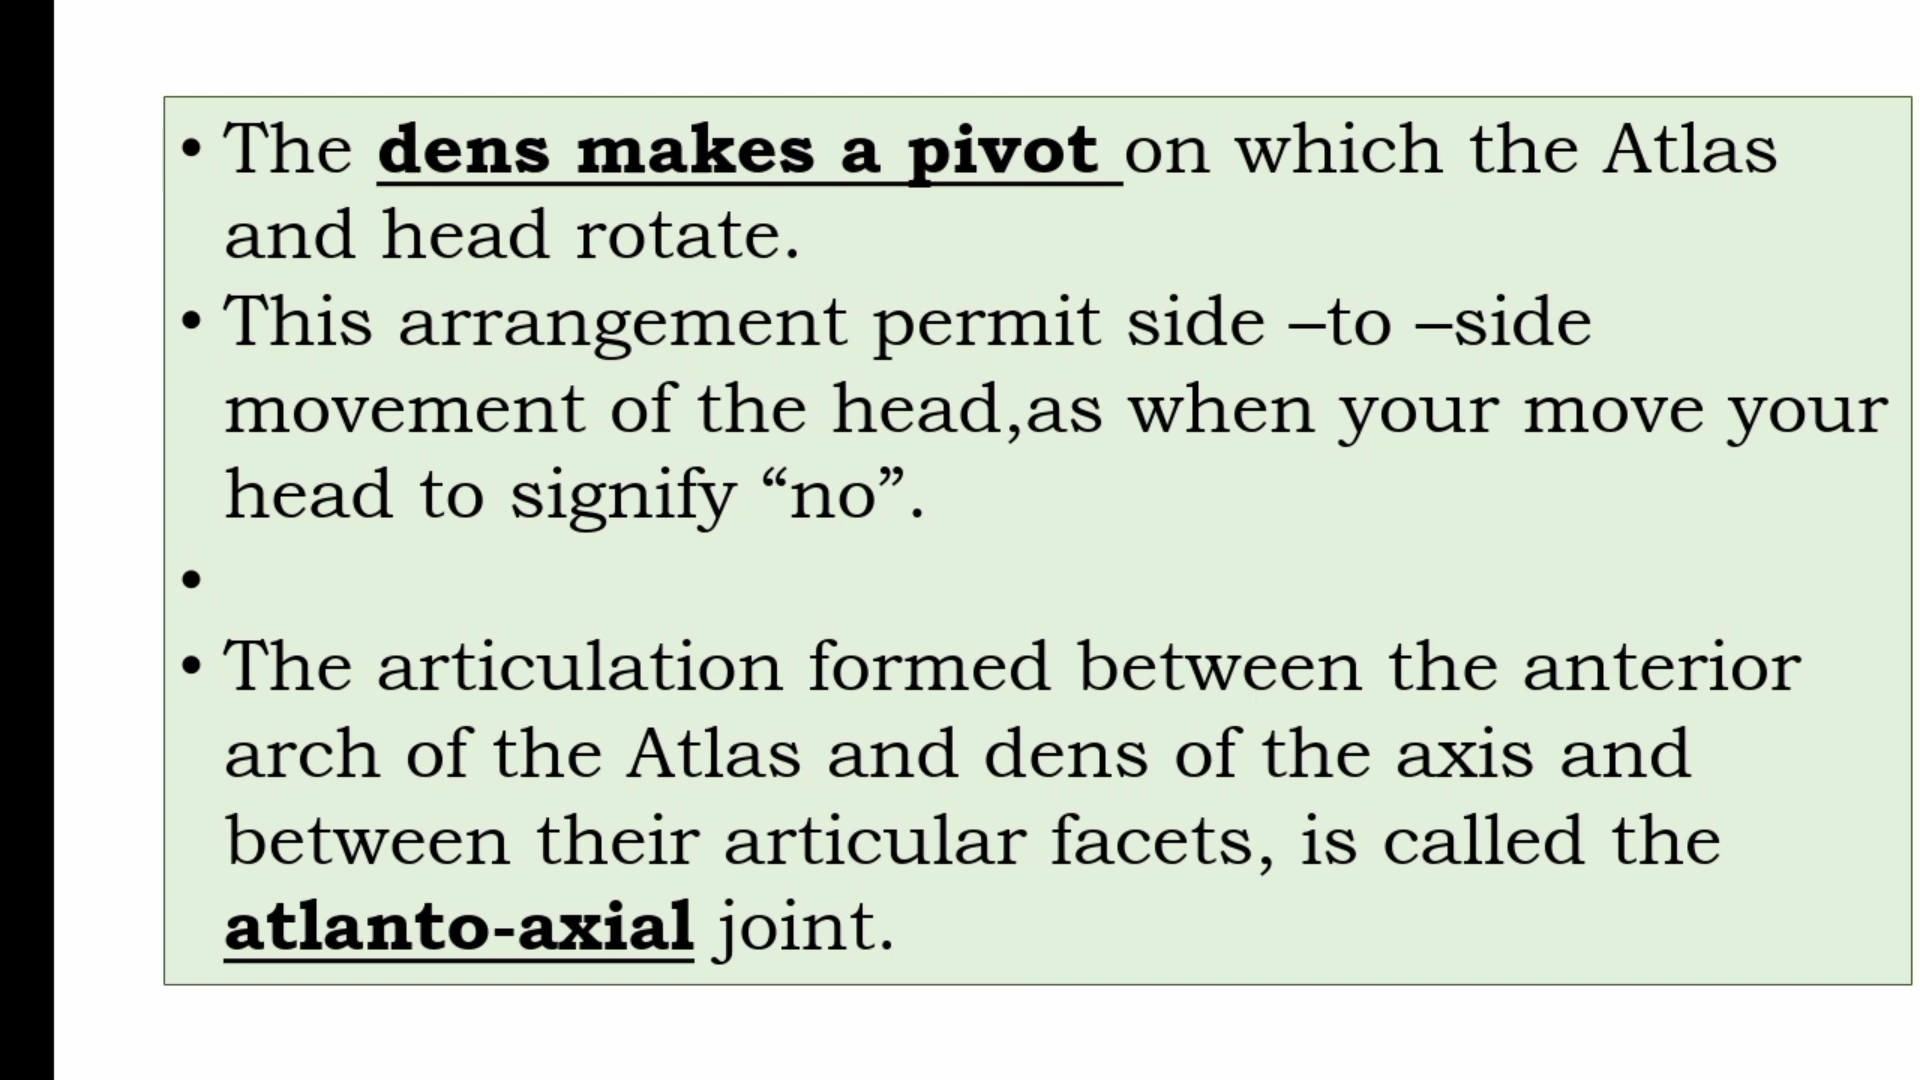 • The dens makes a pivot on which the Atlas
and head rotate.
• This arrangement permit side –to –side
movement of the head,as when your move your
head to signify “no”.
•
• The articulation formed between the anterior
arch of the Atlas and dens of the axis and
between their articular facets, is called the
atlanto-axial joint.